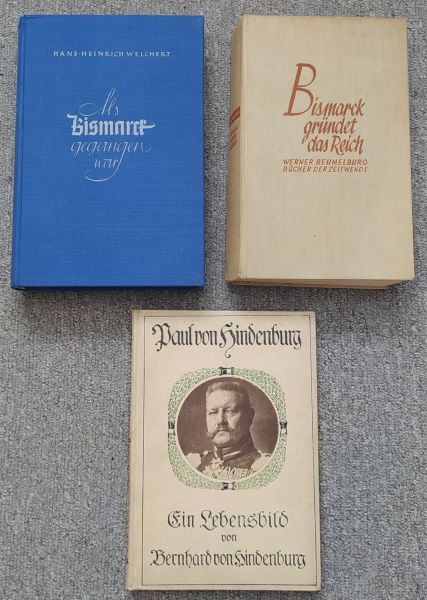 HANS-HEINRICH WELCHERT
Als
Bismarck
gegangen
war
Bismarck
gründet
das Reich
WERNER BEUMELBURG
BÜCHER DER ZEITWENDE
Paul von Hindenburg
Ein Lebensbild
von
Bernhard von Hindenburg